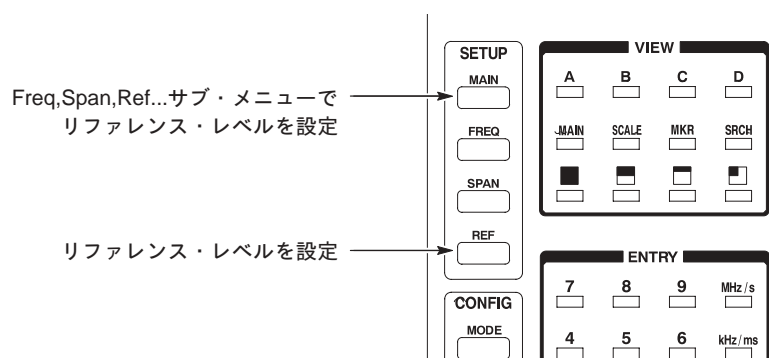 Freq,Span,Ref...サブ・メニューで
リファレンス・レベルを設定
リファレンス・レベルを設定
SETUP
MAIN
FREQ
SPAN
REF
CONFIG
MODE
VIEW
A B C D
MAIN SCALE MKR SRCH
ENTRY
7 8 9 MHz/s
4 5 6 kHz/ms